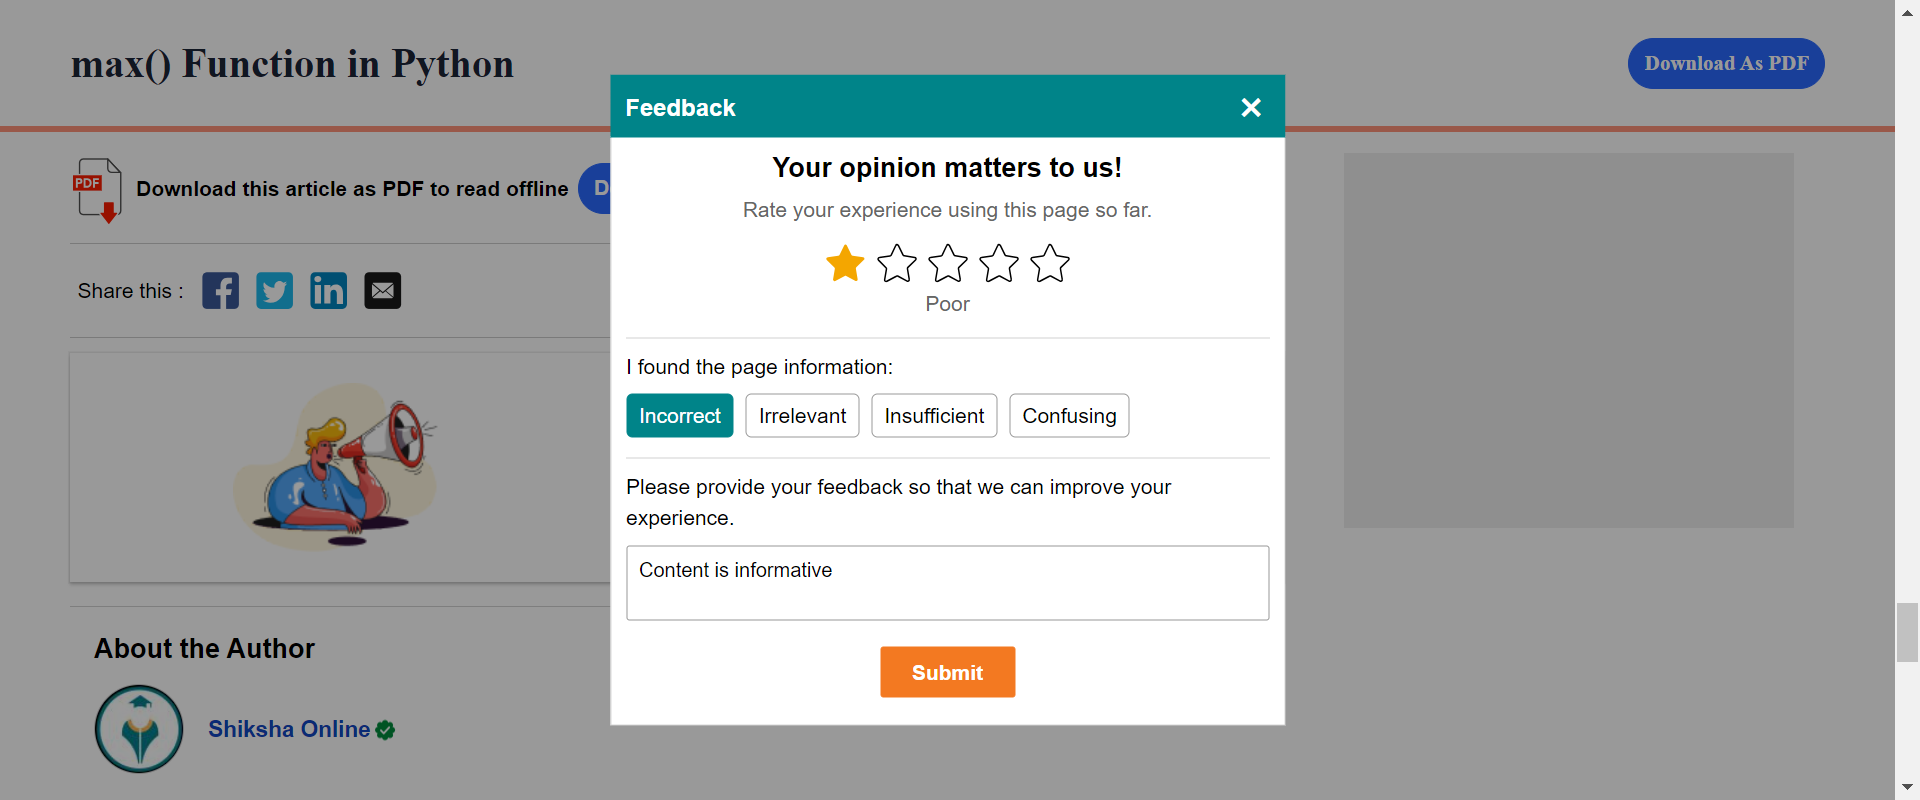 max() Function in Python
Download As PDF
Feedback
Your opinion matters to us!
Rate your experience using this page so far.
Poor
I found the page information:
Incorrect Irrelevant Insufficient Confusing
Please provide your feedback so that we can improve your
experience.
Content is informative
Submit
PDF
Download this article as PDF to read offline
D
Share this :
About the Author
Shiksha Online